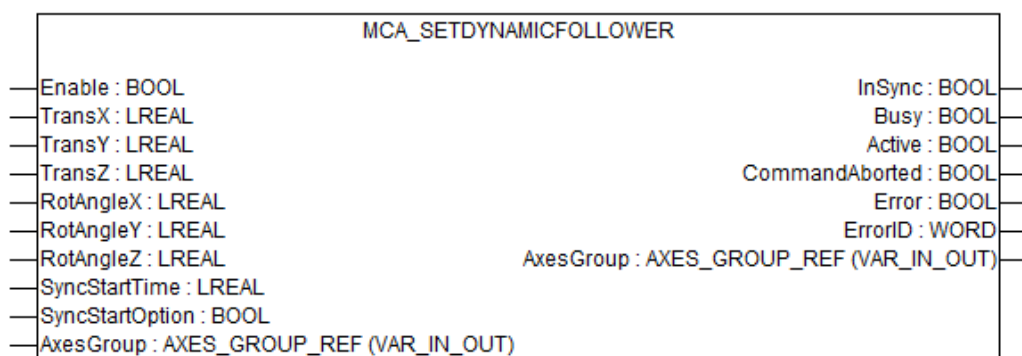 MCA_SETDYNAMICFOLLOWER
Enable : BOOL
InSync : BOOL
TransX : LREAL
Busy : BOOL
TransY : LREAL
Active : BOOL
TransZ : LREAL
CommandAborted : BOOL
RotAngleX : LREAL
Error : BOOL
RotAngleY : LREAL
ErrorID : WORD
RotAngleZ : LREAL
AxesGroup : AXES_GROUP_REF (VAR_IN_OUT)
SyncStartTime : LREAL
SyncStartOption : BOOL
AxesGroup : AXES_GROUP_REF (VAR_IN_OUT)